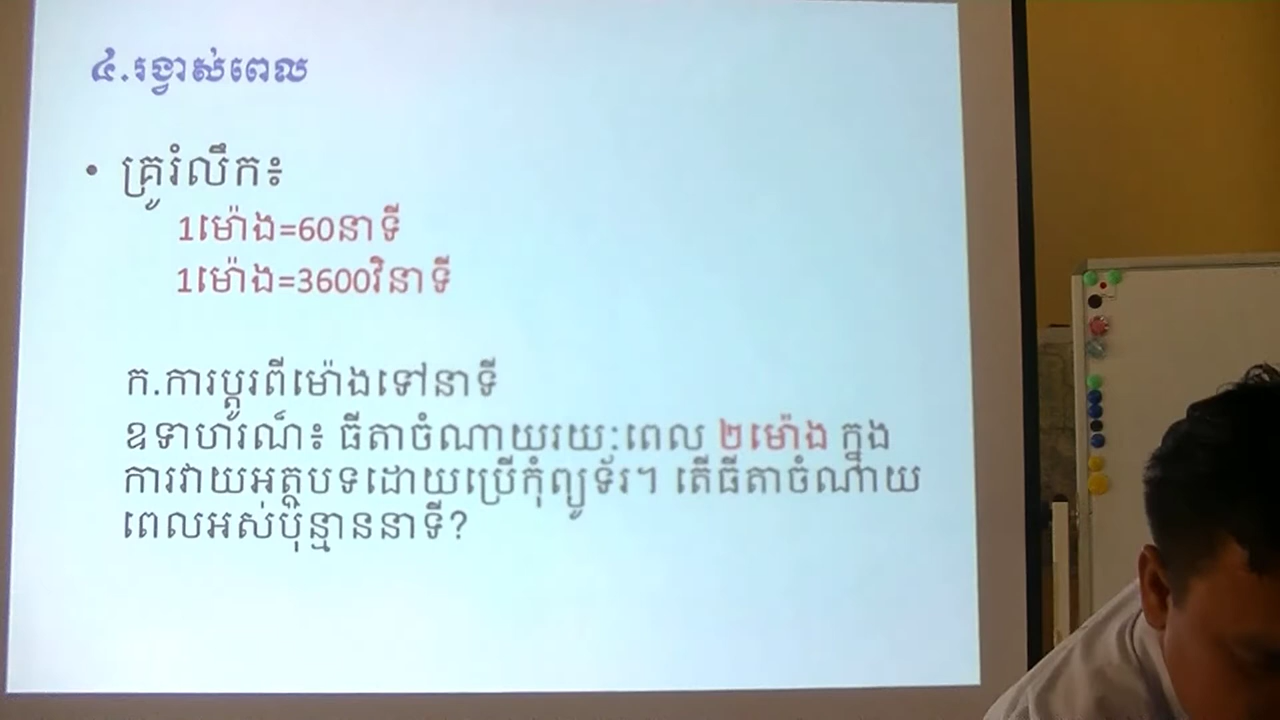 ៤.រង្វាស់ពេល
• គ្រូរំលឹក៖
1ម៉ោង=60នាទី
1ម៉ោង=3600វិនាទី
ក.ការប្តូរពីម៉ោងទៅនាទី
ឧទាហរណ៏៖ ធីតាចំណាយរយៈពេល ២ម៉ោង ក្នុង
ការវាយអត្ថបទដោយប្រើកុំព្យូទ័រ។ តើធីតាចំណាយ
ពេលអស់ប៉ុន្មាននាទី?